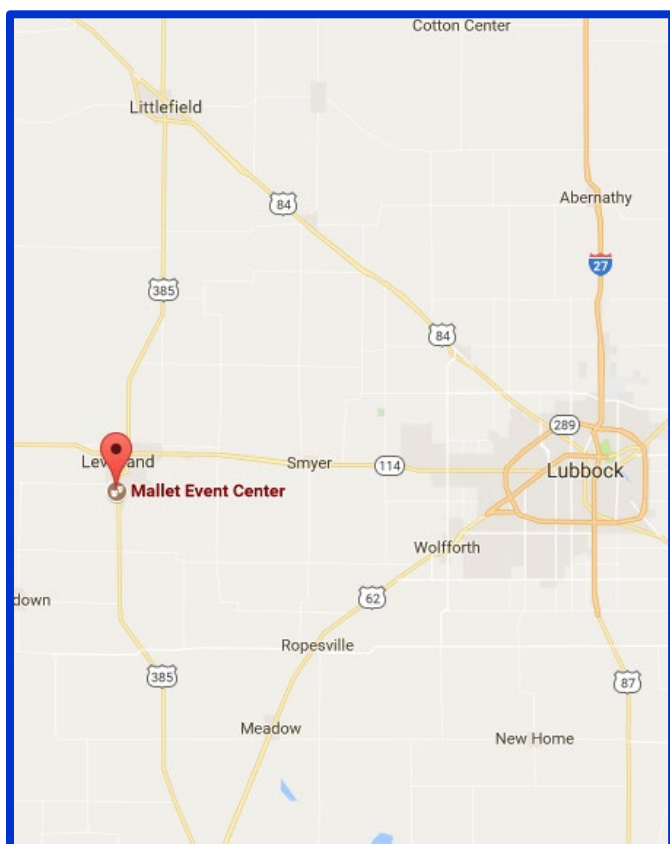 Cotton Center
Littlefield
84
Abernathy
27
385
84
289
Smyer
114
Lubbock
Mallet Event Center
Wolfforth
62
down
Ropesville
385
87
Meadow
New Home